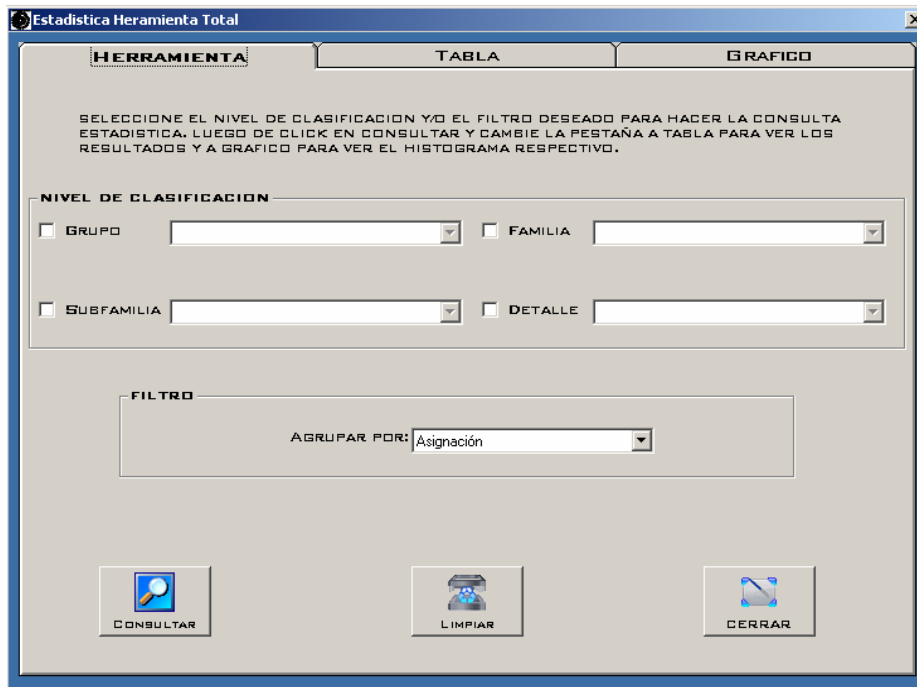 Estadistica Heramienta Total
HERRAMIENTA TABLA GRAFICO
SELECCIONE EL NIVEL DE CLASIFICACION Y/O EL FILTRO DESEADO PARA HACER LA CONSULTA
ESTADISTICA. LUEGO DE CLICK EN CONSULTAR Y CAMBIE LA PESTAÑA A TABLA PARA VER LOS
RESULTADOS Y A GRAFICO PARA VER EL HISTOGRAMA RESPECTIVO.
NIVEL DE CLASIFICACION
GRUPO FAMILIA
SUBFAMILIA DETALLE
FILTRO
AGRUPAR POR: Asignación
CONSULTAR LIMPIAR CERRAR